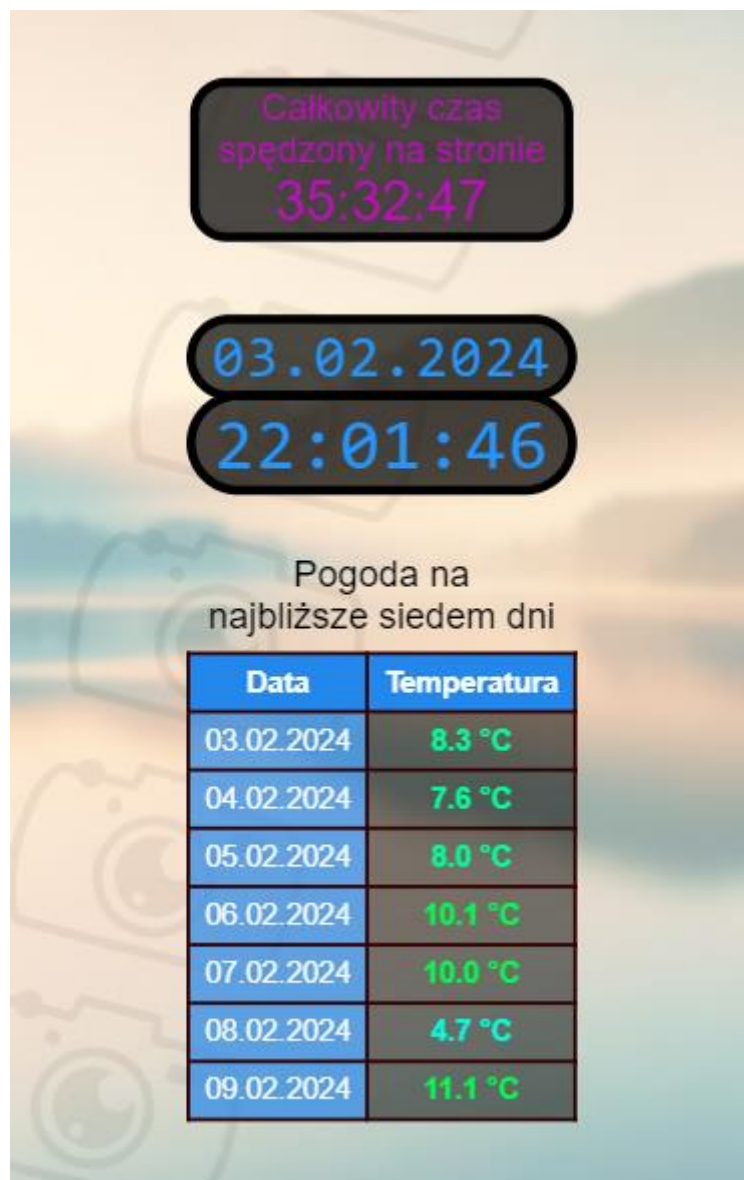 Całkowity czas
spędzony na stronie
35:32:47
03.02.2024
22:01:46
Pogoda na
najbliższe siedem dni
Data Temperatura
03.02.2024 8.3 °C
04.02.2024 7.6 °C
05.02.2024 8.0 °C
06.02.2024 10.1 °C
07.02.2024 10.0 °C
08.02.2024 4.7 °C
09.02.2024 11.1 °C